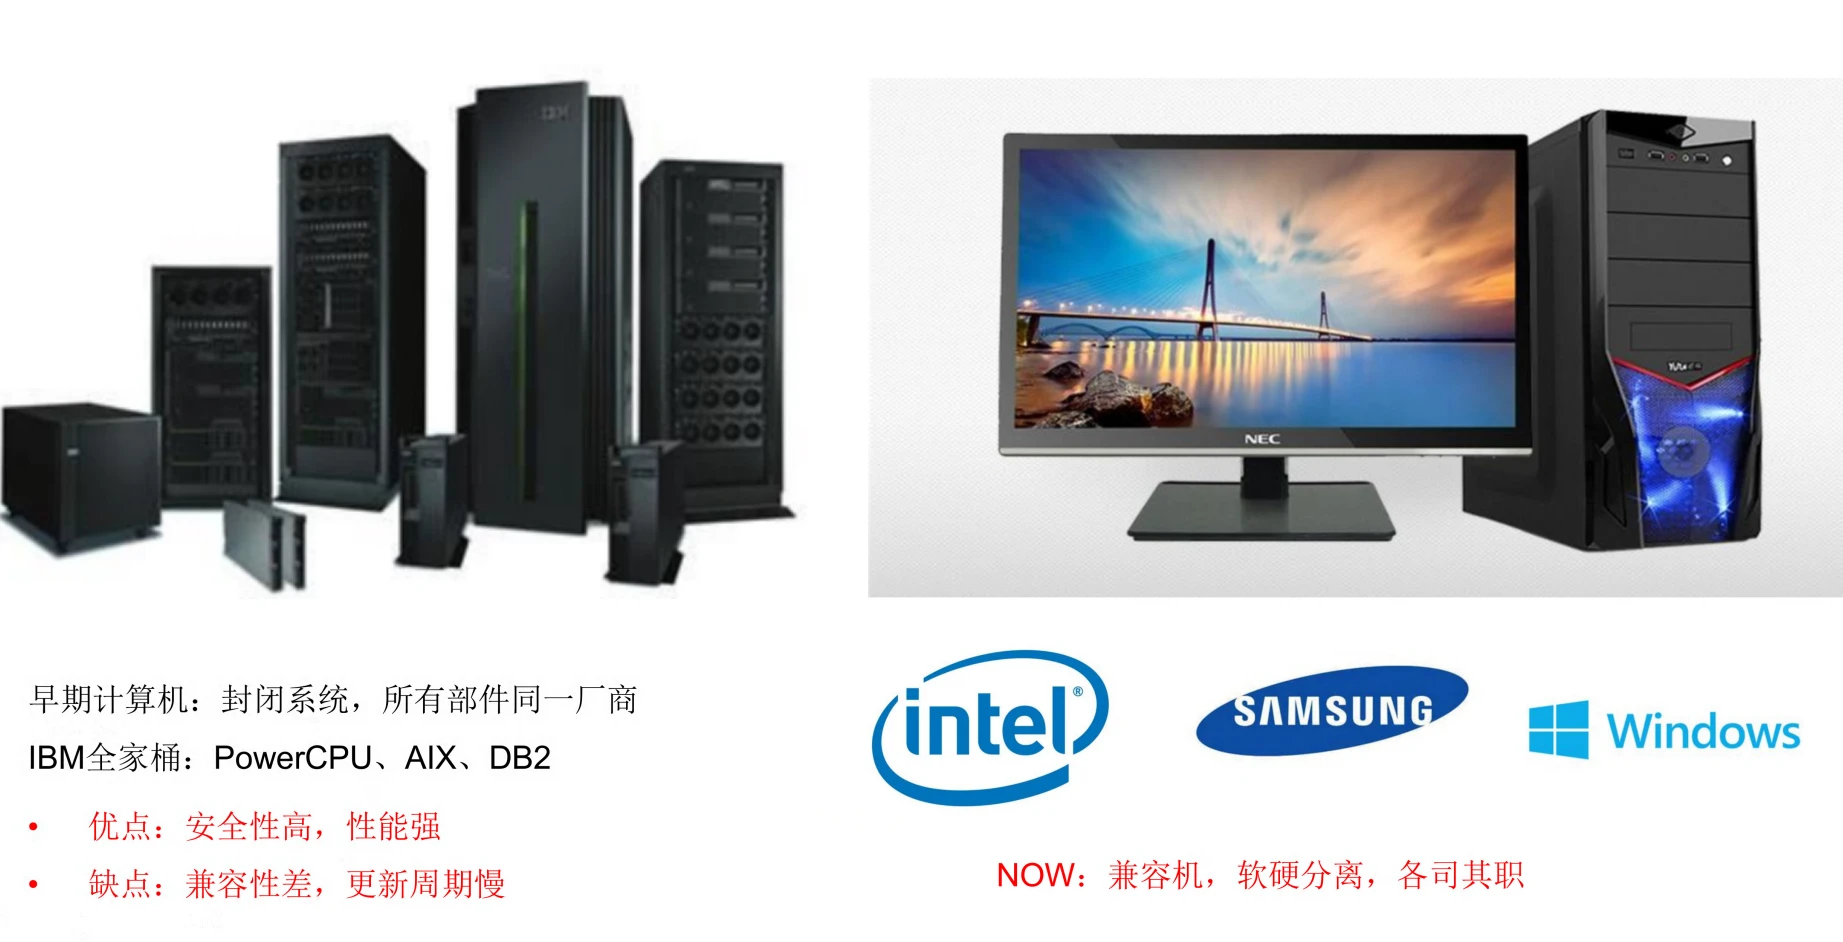 IBM
早期计算机：封闭系统，所有部件同一厂商
IBM全家桶：PowerCPU、AIX、DB2
• 优点：安全性高，性能强
• 缺点：兼容性差，更新周期慢
NEC
intel®
SAMSUNG
Windows
NOW：兼容机，软硬分离，各司其职